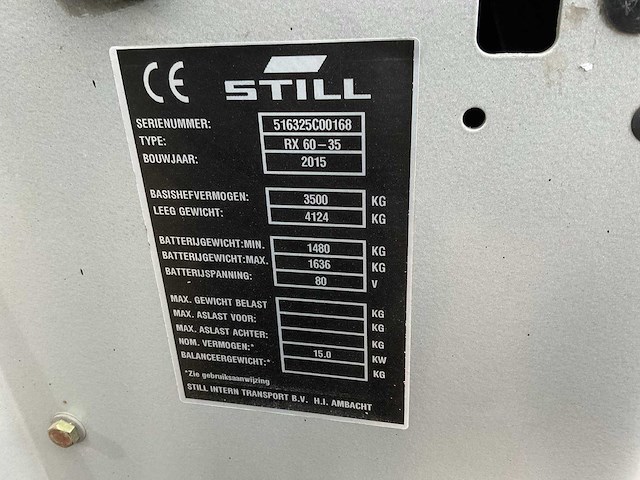 CE STILL
SERIENUMMER: 516325C00168
TYPE: RX 60-35
BOUWJAAR: 2015
BASISHEFVERMOGEN: 3500 KG
LEEG GEWICHT: 4124 KG
BATTERIJGEWICHT:MIN. 1480 KG
BATTERIJGEWICHT:MAX. 1636 KG
BATTERIJSPANNING: 80 V
MAX. GEWICHT BELAST KG
MAX. ASLAST VOOR: KG
MAX. ASLAST ACHTER: KG
NOM. VERMOGEN:* 15.0 KW
BALANCEERGEWICHT:* KG
*Zie gebruiksaanwijzing
STILL INTERN TRANSPORT B.V. H.I. AMBACHT